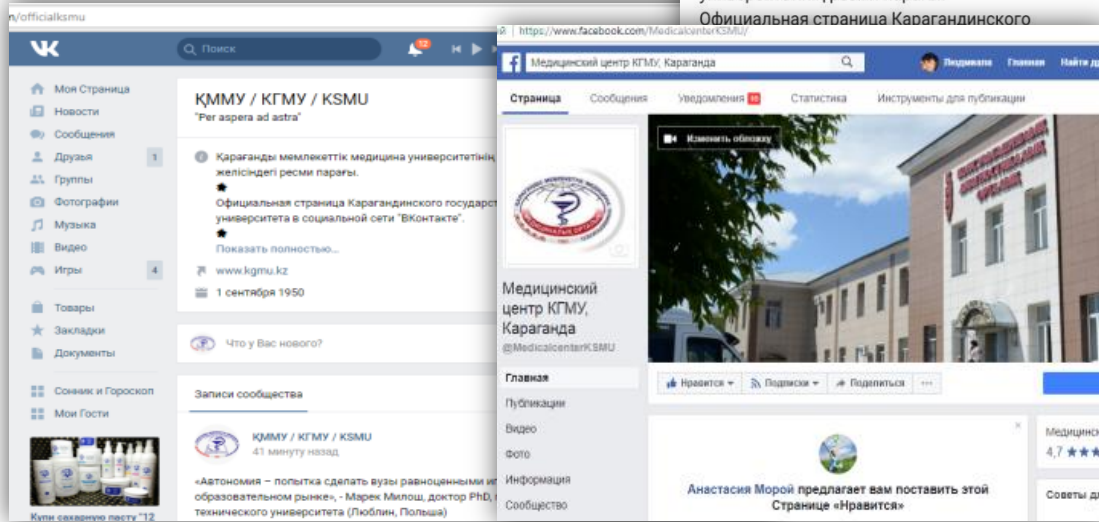 Официальная страница Карагандинского
n/officialksmu
Поиск
12
Моя Страница
Новости
Сообщения
Друзья 1
Группы
Фотографии
Музыка
Видео
Игры 4
Товары
Закладки
Документы
Сонник и Гороскоп
Мои Гости
Купи сахарную пасту "12
ҚММУ / КГМУ / KSMU
"Per aspera ad astra"
Қарағанды мемлекеттік медицина университетінің
желісіндегі ресми парағы.
Официальная страница Карагандинского государст
университета в социальной сети "ВКонтакте".
Показать полностью...
www.kgmu.kz
1 сентября 1950
Что у Вас нового?
Записи сообщества
ҚММУ / КГМУ / KSMU
41 минуту назад
«Автономия – попытка сделать вузы равноценными иг
образовательном рынке», - Марек Милош, доктор PhD,
технического университета (Люблин, Польша)
https://www.facebook.com/MedicalcenterKSMU/
Медицинский центр КГМУ, Караганда
Людмила Главная Найти др
Страница Сообщения Уведомления Статистика Инструменты для публикации
Изменить обложку
Медицинский
центр КГМУ,
Караганда
@MedicalcenterKSMU
Главная
Публикации
Видео
Фото
Информация
Сообщество
Нравится Подписки Поделиться ...
Анастасия Морой предлагает вам поставить этой
Странице «Нравится»
Медицинск
4,7
Советы дл